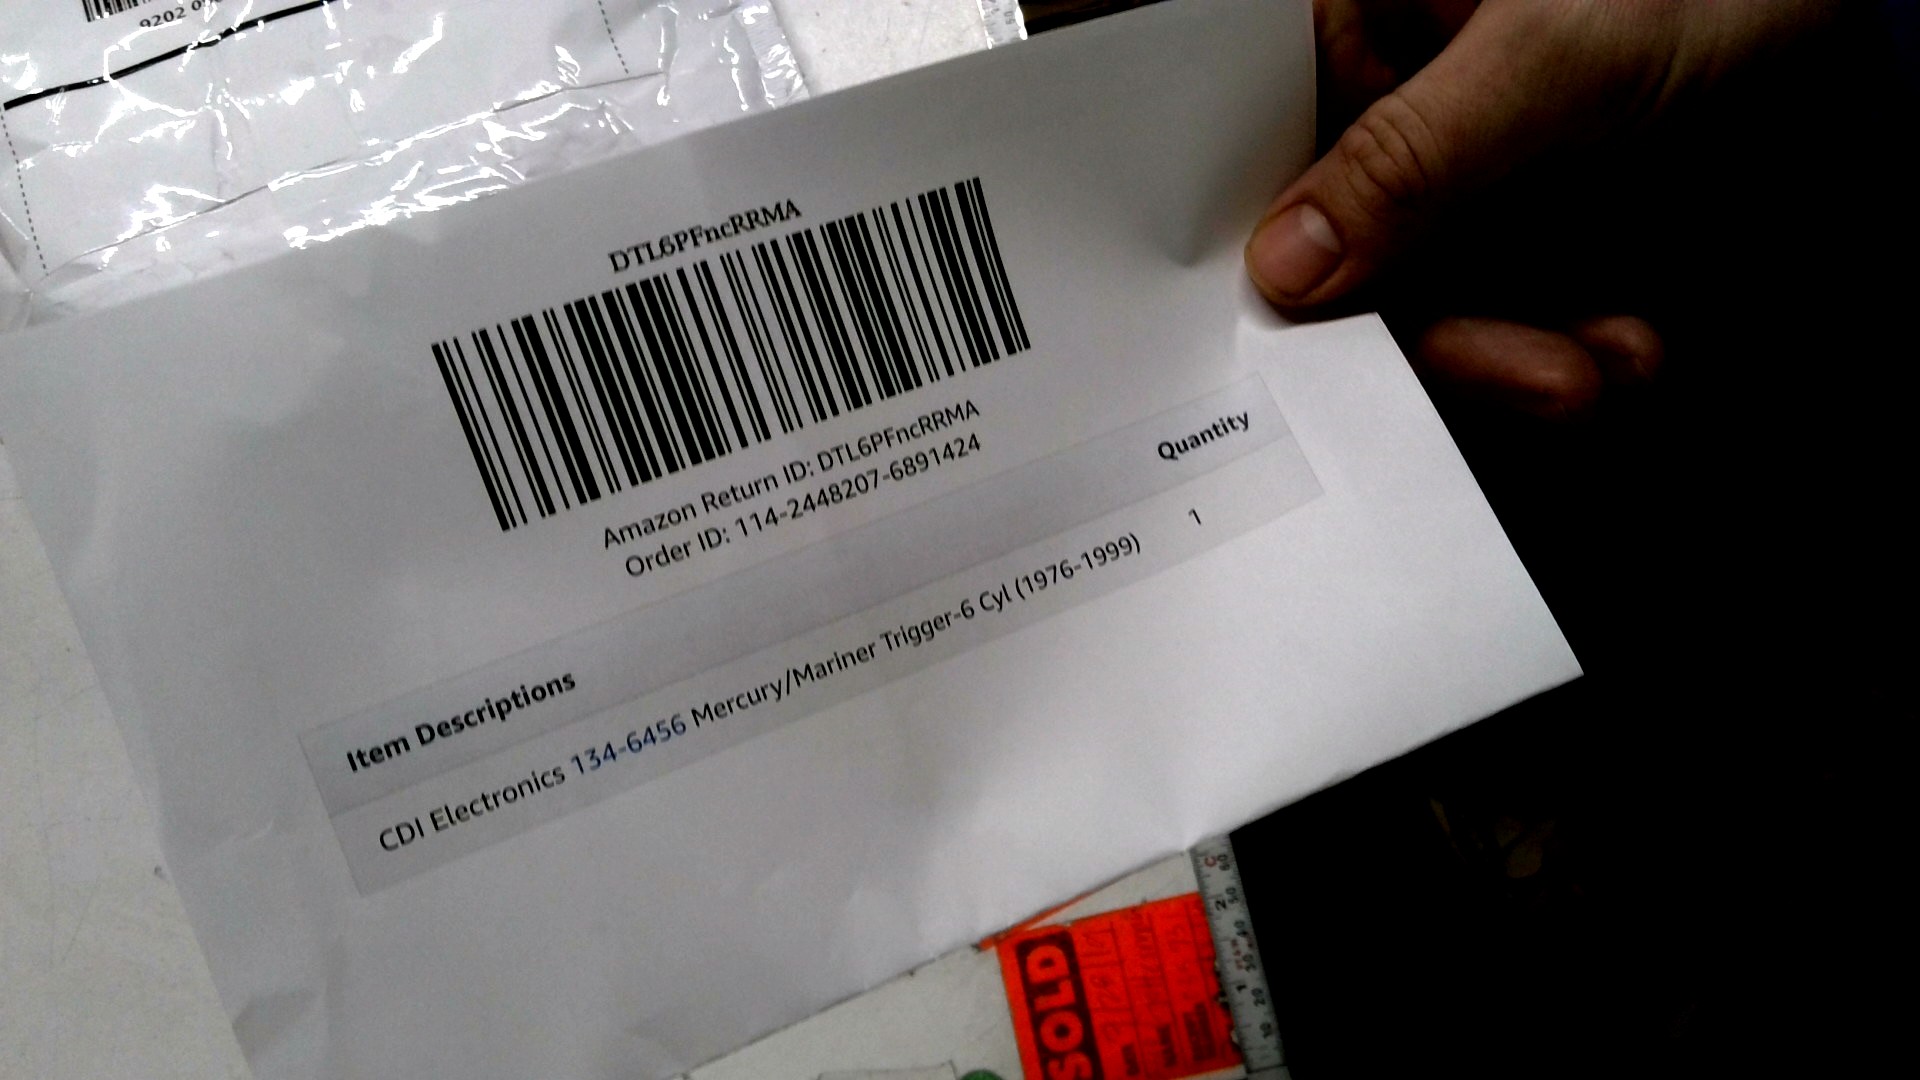 9202
DTL6PFncRRMA
Amazon Return ID: DTL6PFncRRMA
Order ID: 114-2448207-6891424
Item Descriptions Quantity
CDI Electronics 134-6456 Mercury/Mariner Trigger-6 Cyl (1976-1999) 1
SOLD